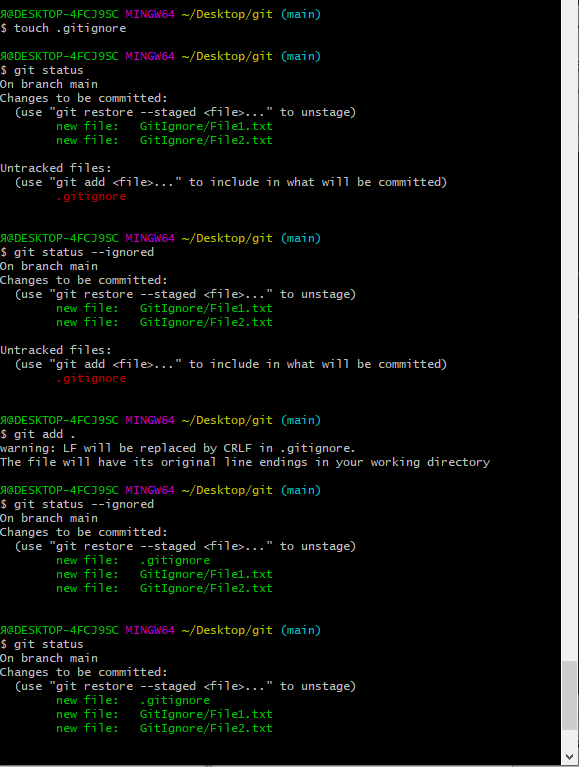 Я@DESKTOP-4FCJ9SC MINGW64 ~/Desktop/git (main)
$ touch .gitignore
Я@DESKTOP-4FCJ9SC MINGW64 ~/Desktop/git (main)
$ git status
On branch main
Changes to be committed:
  (use "git restore --staged <file>..." to unstage)
        new file:   GitIgnore/File1.txt
        new file:   GitIgnore/File2.txt
Untracked files:
  (use "git add <file>..." to include in what will be committed)
        .gitignore
Я@DESKTOP-4FCJ9SC MINGW64 ~/Desktop/git (main)
$ git status --ignored
On branch main
Changes to be committed:
  (use "git restore --staged <file>..." to unstage)
        new file:   GitIgnore/File1.txt
        new file:   GitIgnore/File2.txt
Untracked files:
  (use "git add <file>..." to include in what will be committed)
        .gitignore
Я@DESKTOP-4FCJ9SC MINGW64 ~/Desktop/git (main)
$ git add .
warning: LF will be replaced by CRLF in .gitignore.
The file will have its original line endings in your working directory
Я@DESKTOP-4FCJ9SC MINGW64 ~/Desktop/git (main)
$ git status --ignored
On branch main
Changes to be committed:
  (use "git restore --staged <file>..." to unstage)
        new file:   .gitignore
        new file:   GitIgnore/File1.txt
        new file:   GitIgnore/File2.txt
Я@DESKTOP-4FCJ9SC MINGW64 ~/Desktop/git (main)
$ git status
On branch main
Changes to be committed:
  (use "git restore --staged <file>..." to unstage)
        new file:   .gitignore
        new file:   GitIgnore/File1.txt
        new file:   GitIgnore/File2.txt